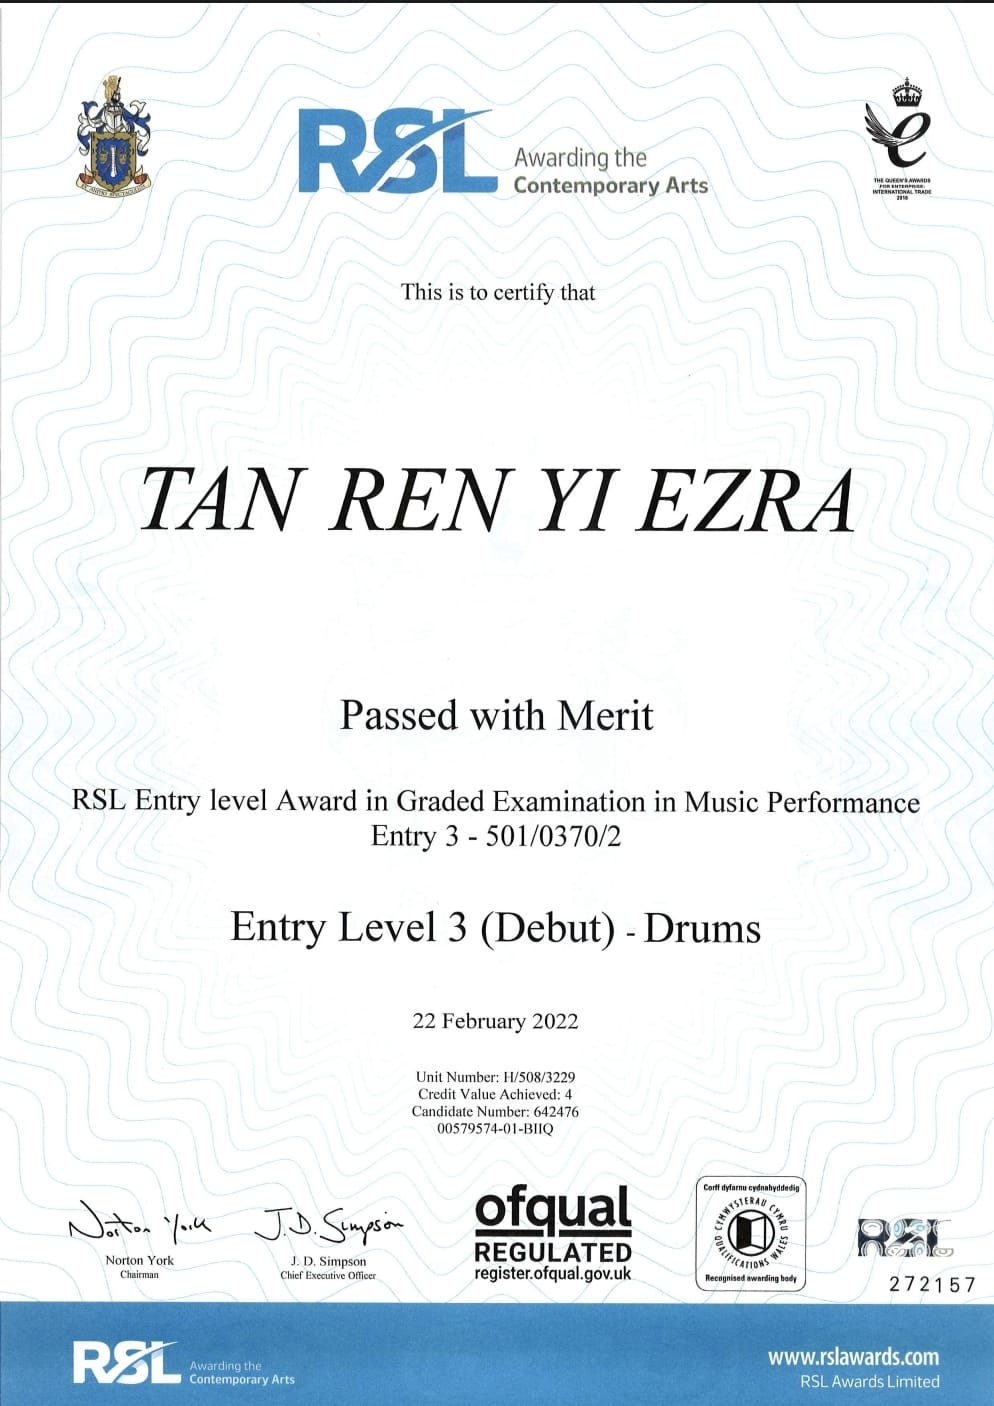 RSL
Awarding the
Contemporary Arts
THE QUEEN'S AWARDS
FOR ENTERPRISE:
INTERNATIONAL TRADE
2018
This is to certify that
TAN REN YI EZRA
Passed with Merit
RSL Entry level Award in Graded Examination in Music Performance
Entry 3 - 501/0370/2
Entry Level 3 (Debut) - Drums
22 February 2022
Unit Number: H/508/3229
Credit Value Achieved: 4
Candidate Number: 642476
00579574-01-BIIQ
Norton York
J.D. Simpson
Norton York
Chairman
J. D. Simpson
Chief Executive Officer
ofqual
REGULATED
register.ofqual.gov.uk
Corff dyfarnu cydnabyddedig
CYMWYSTERAU CYMRU
QUALIFICATIONS WALES
Recognised awarding body
RSL
272157
RSL
Awarding the
Contemporary Arts
www.rslawards.com
RSL Awards Limited